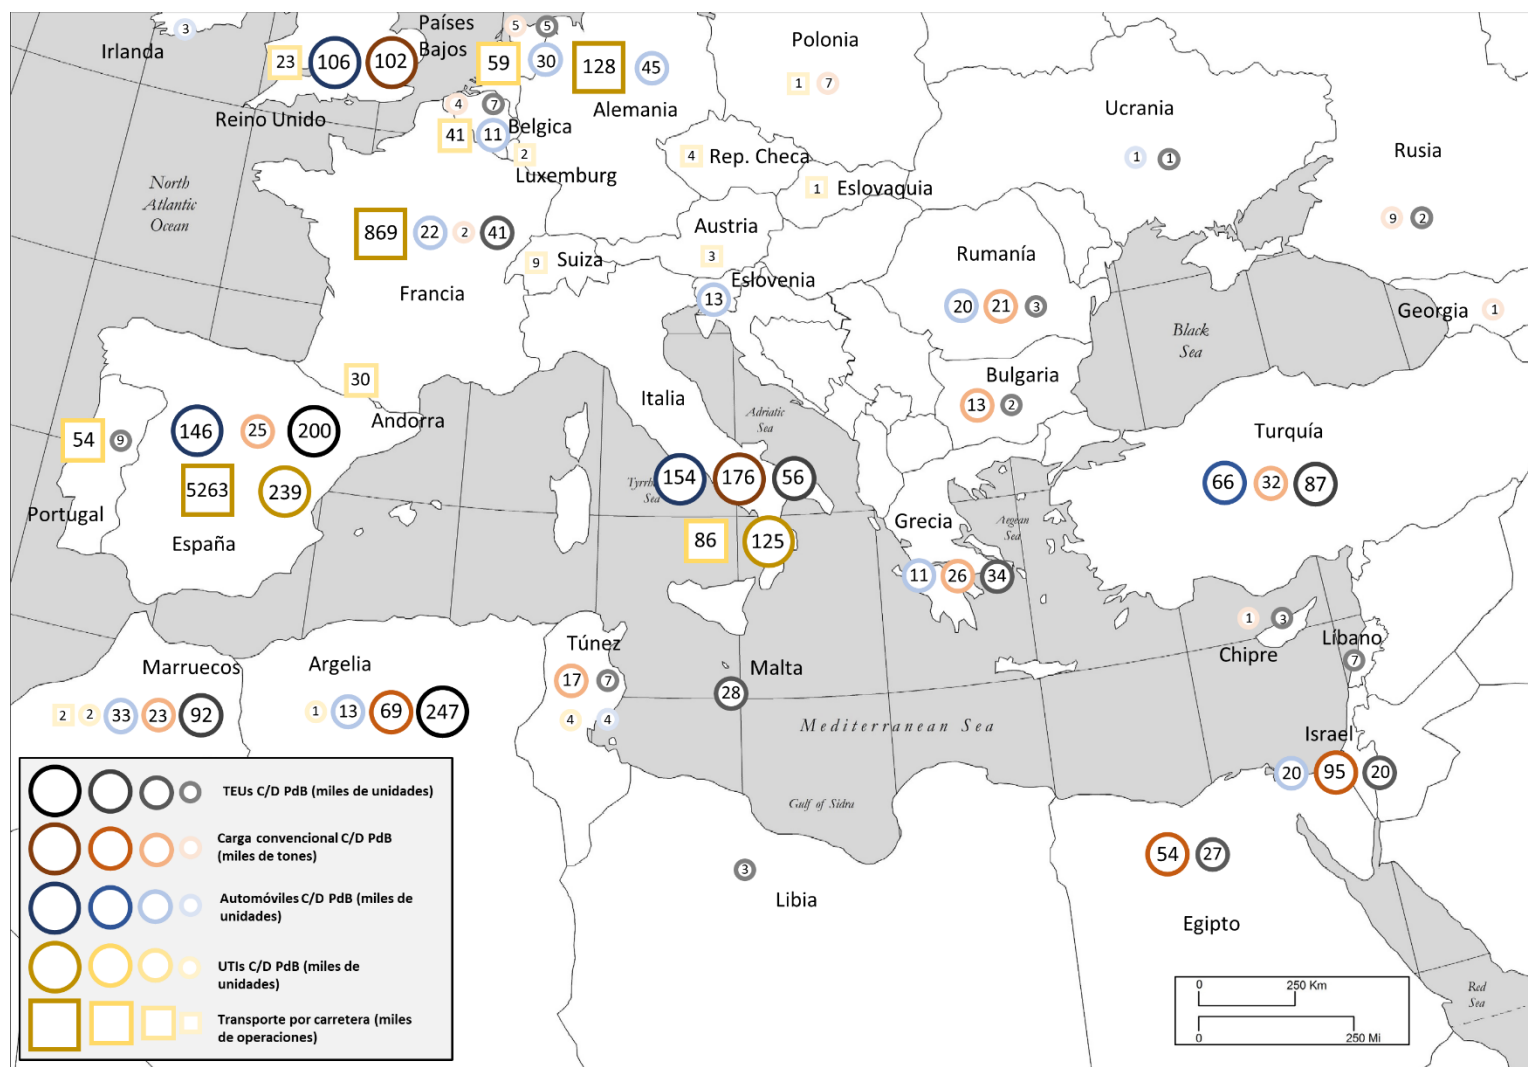 3
Irlanda
23
106
102
Reino Unido
Países
Bajos
5
5
59
30
128
45
Alemania
Polonia
1
7
4
7
41
11
Belgica
2
Luxemburg
4
Rep. Checa
1
Eslovaquia
Ucrania
1
1
Rusia
9
2
North
Atlantic
Ocean
869
22
2
41
Francia
9
Suiza
Austria
3
Eslovenia
13
Rumanía
20
21
3
Black
Sea
Georgia
1
Bulgaria
13
2
30
Andorra
Italia
Adriatic
Sea
54
9
Portugal
146
25
200
5263
239
España
154
176
56
Sea
86
125
Grecia
Aegean
Sea
11
26
34
Turquía
66
32
87
1
3
Chipre
Líbano
7
Marruecos
2
2
33
23
92
Argelia
1
13
69
247
Túnez
17
7
4
4
Malta
28
Mediterranean Sea
Gulf of Sidra
Israel
20
95
20
3
Libia
54
27
Egipto
Red
Sea
TEUs C/D PdB (miles de unidades)
Carga convencional C/D PdB
(miles de tones)
Automóviles C/D PdB (miles de
unidades)
UTIs C/D PdB (miles de
unidades)
Transporte por carretera (miles
de operaciones)
0
250 Km
0
250 Mi